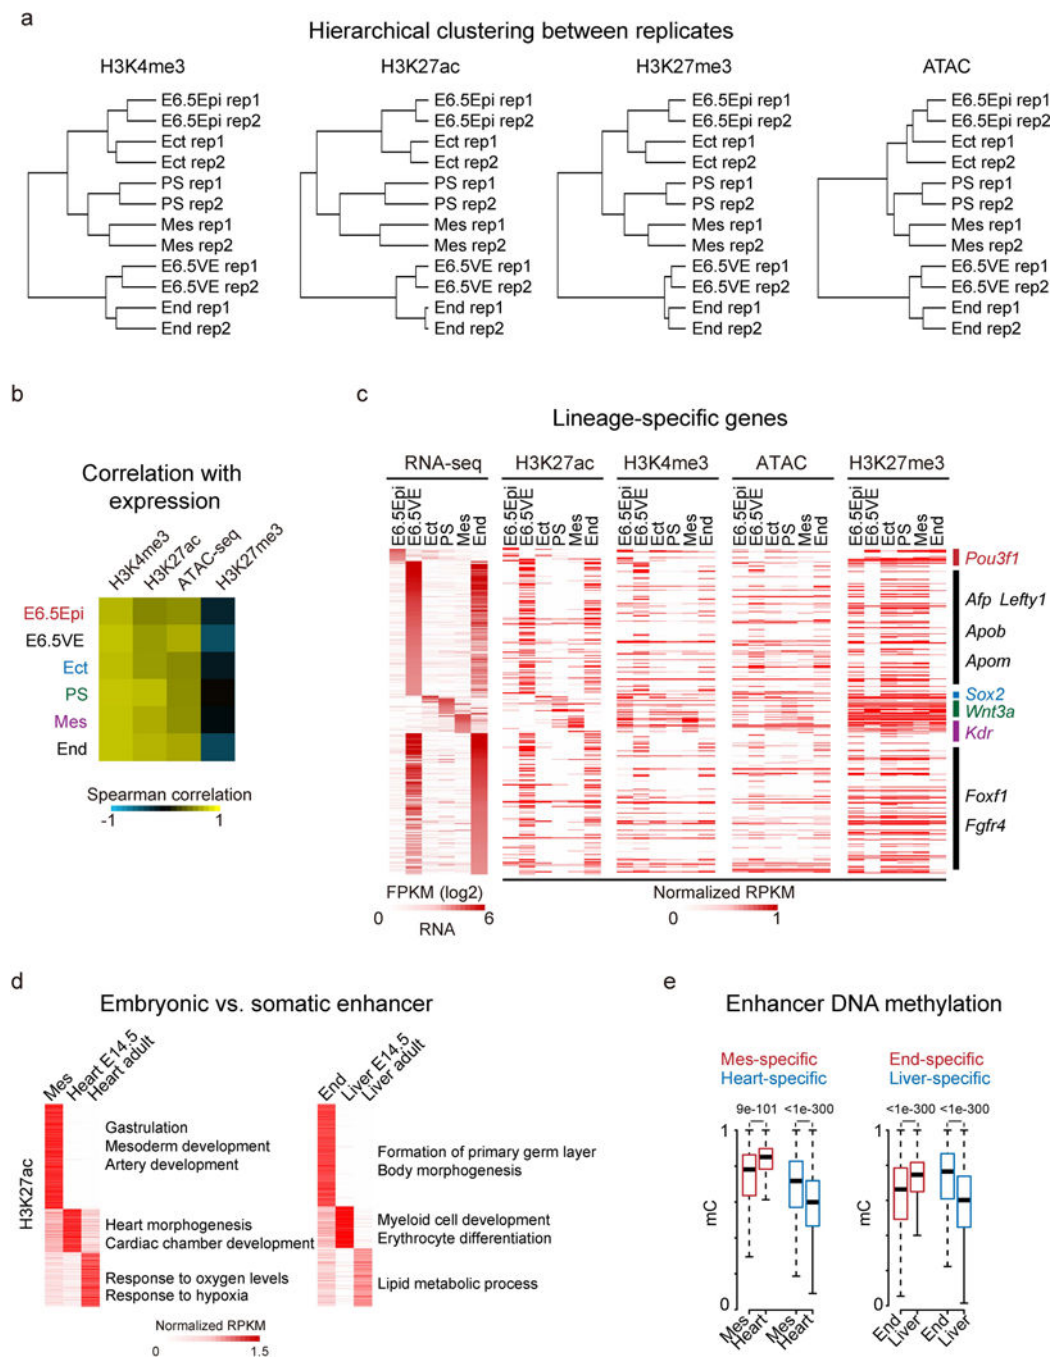 a
Hierarchical clustering between replicates
H3K4me3
H3K27ac
H3K27me3
ATAC
E6.5Epi rep1
E6.5Epi rep2
Ect rep1
Ect rep2
PS rep1
PS rep2
Mes rep1
Mes rep2
E6.5VE rep1
E6.5VE rep2
End rep1
End rep2
E6.5Epi rep1
E6.5Epi rep2
Ect rep1
Ect rep2
PS rep1
PS rep2
Mes rep1
Mes rep2
E6.5VE rep1
E6.5VE rep2
End rep1
End rep2
E6.5Epi rep1
E6.5Epi rep2
Ect rep1
Ect rep2
PS rep1
PS rep2
Mes rep1
Mes rep2
E6.5VE rep1
E6.5VE rep2
End rep1
End rep2
E6.5Epi rep1
E6.5Epi rep2
Ect rep1
Ect rep2
PS rep1
PS rep2
Mes rep1
Mes rep2
E6.5VE rep1
E6.5VE rep2
End rep1
End rep2
b
Correlation with
expression
H3K4me3
H3K27ac
ATAC-seq
H3K27me3
E6.5Epi
E6.5VE
Ect
PS
Mes
End
Spearman correlation
-1
1
c
Lineage-specific genes
RNA-seq
H3K27ac
H3K4me3
ATAC
H3K27me3
E6.5Epi
E6.5VE
Ect
PS
Mes
End
E6.5Epi
E6.5VE
Ect
PS
Mes
End
E6.5Epi
E6.5VE
Ect
PS
Mes
End
E6.5Epi
E6.5VE
Ect
PS
Mes
End
E6.5Epi
E6.5VE
Ect
PS
Mes
End
Pou3f1
Afp Lefty1
Apob
Apom
Sox2
Wnt3a
Kdr
Foxf1
Fgfr4
FPKM (log2)
0
6
RNA
Normalized RPKM
0
1
d
Embryonic vs. somatic enhancer
Mes
Heart E14.5
Heart adult
H3K27ac
Gastrulation
Mesoderm development
Artery development
Heart morphogenesis
Cardiac chamber development
Response to oxygen levels
Response to hypoxia
Normalized RPKM
0
1.5
End
Liver E14.5
Liver adult
Formation of primary germ layer
Body morphogenesis
Myeloid cell development
Erythrocyte differentiation
Lipid metabolic process
e
Enhancer DNA methylation
Mes-specific
Heart-specific
9e-101
<1e-300
1
mC
0
Mes
Heart
Mes
Heart
End-specific
Liver-specific
<1e-300
<1e-300
1
mC
0
End
Liver
End
Liver